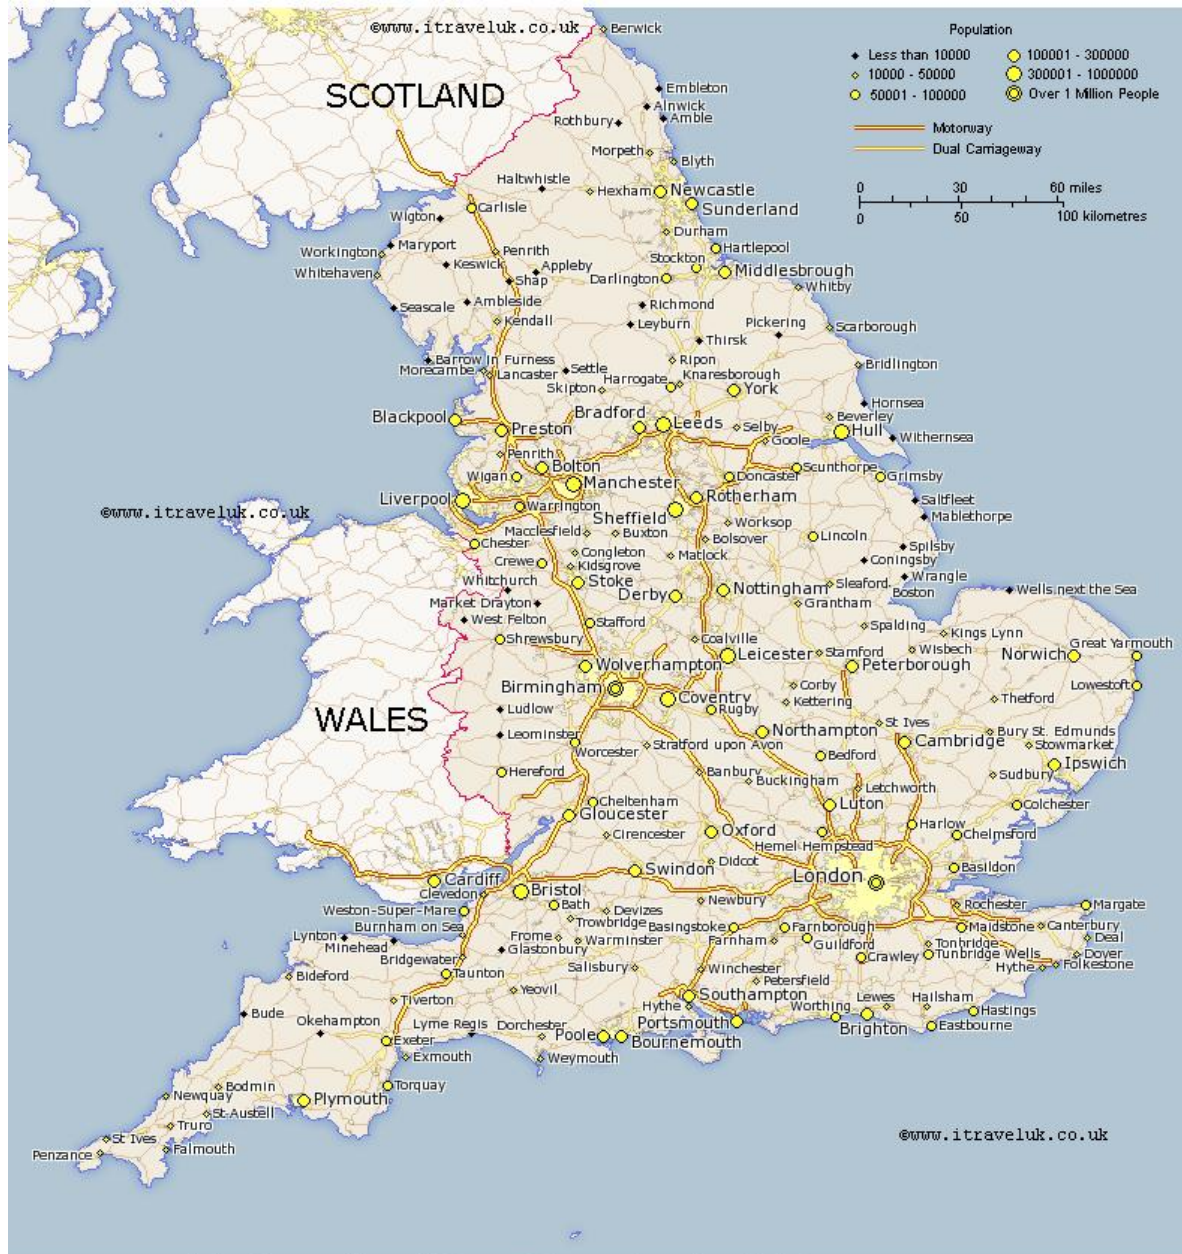 ©www.itraveluk.co.uk
Berwick
Population
Less than 10000
100001 - 300000
10000 - 50000
300001 - 1000000
50001 - 100000
Over 1 Million People
Motorway
Dual Carriageway
0 30 60 miles
0 50 100 kilometres
SCOTLAND
Embleton
Alnwick
Amble
Rothbury
Morpeth
Blyth
Haltwhistle
Hexham
Newcastle
Sunderland
Carlisle
Wigton
Durham
Maryport
Workington
Penrith
Hartlepool
Keswick
Appleby
Stockton
Whitehaven
Shap
Darlington
Middlesbrough
Whitby
Ambleside
Seascale
Richmond
Kendall
Leyburn
Pickering
Scarborough
Thirsk
Barrow In Furness
Ripon
Morecambe
Lancaster
Settle
Bridlington
Skipton
Harrogate
Knaresborough
York
Hornsea
Blackpool
Bradford
Leeds
Beverley
Preston
Selby
Hull
Goole
Withernsea
Penrith
Bolton
Scunthorpe
Wigan
Manchester
Doncaster
Grimsby
Liverpool
Rotherham
Saltfleet
©www.itraveluk.co.uk
Warrington
Sheffield
Mablethorpe
Macclesfield
Buxton
Worksop
Chester
Bolsover
Lincoln
Spilsby
Congleton
Matlock
Coningsby
Crewe
Kidsgrove
Whitchurch
Stoke
Nottingham
Sleaford
Wrangle
Derby
Boston
Wells next the Sea
Market Drayton
Grantham
West Felton
Stafford
Spalding
Kings Lynn
Shrewsbury
Coalville
Great Yarmouth
Leicester
Stamford
Wisbech
Norwich
Wolverhampton
Peterborough
Birmingham
Corby
Lowestoft
Coventry
Kettering
Thetford
Ludlow
Rugby
WALES
St Ives
Leominster
Northampton
Bury St. Edmunds
Worcester
Stratford upon Avon
Cambridge
Stowmarket
Bedford
Ipswich
Hereford
Banbury
Buckingham
Sudbury
Letchworth
Cheltenham
Luton
Colchester
Gloucester
Harlow
Cirencester
Oxford
Chelmsford
Hemel Hempstead
Didcot
Swindon
Basildon
Cardiff
London
Clevedon
Bristol
Newbury
Rochester
Margate
Weston-Super-Mare
Bath
Devizes
Trowbridge
Burnham on Sea
Basingstoke
Farnborough
Maidstone
Canterbury
Lynton
Frome
Warminster
Farnham
Guildford
Deal
Minehead
Glastonbury
Tonbridge
Bridgewater
Crawley
Tunbridge Wells
Dover
Taunton
Salisbury
Winchester
Hythe
Folkestone
Bideford
Petersfield
Yeovil
Southampton
Tiverton
Hythe
Worthing
Lewes
Hailsham
Hastings
Bude
Okehampton
Lyme Regis
Dorchester
Portsmouth
Brighton
Eastbourne
Exeter
Poole
Bournemouth
Exmouth
Weymouth
Bodmin
Torquay
Newquay
Plymouth
St Austell
Truro
St Ives
©www.itraveluk.co.uk
Penzance
Falmouth